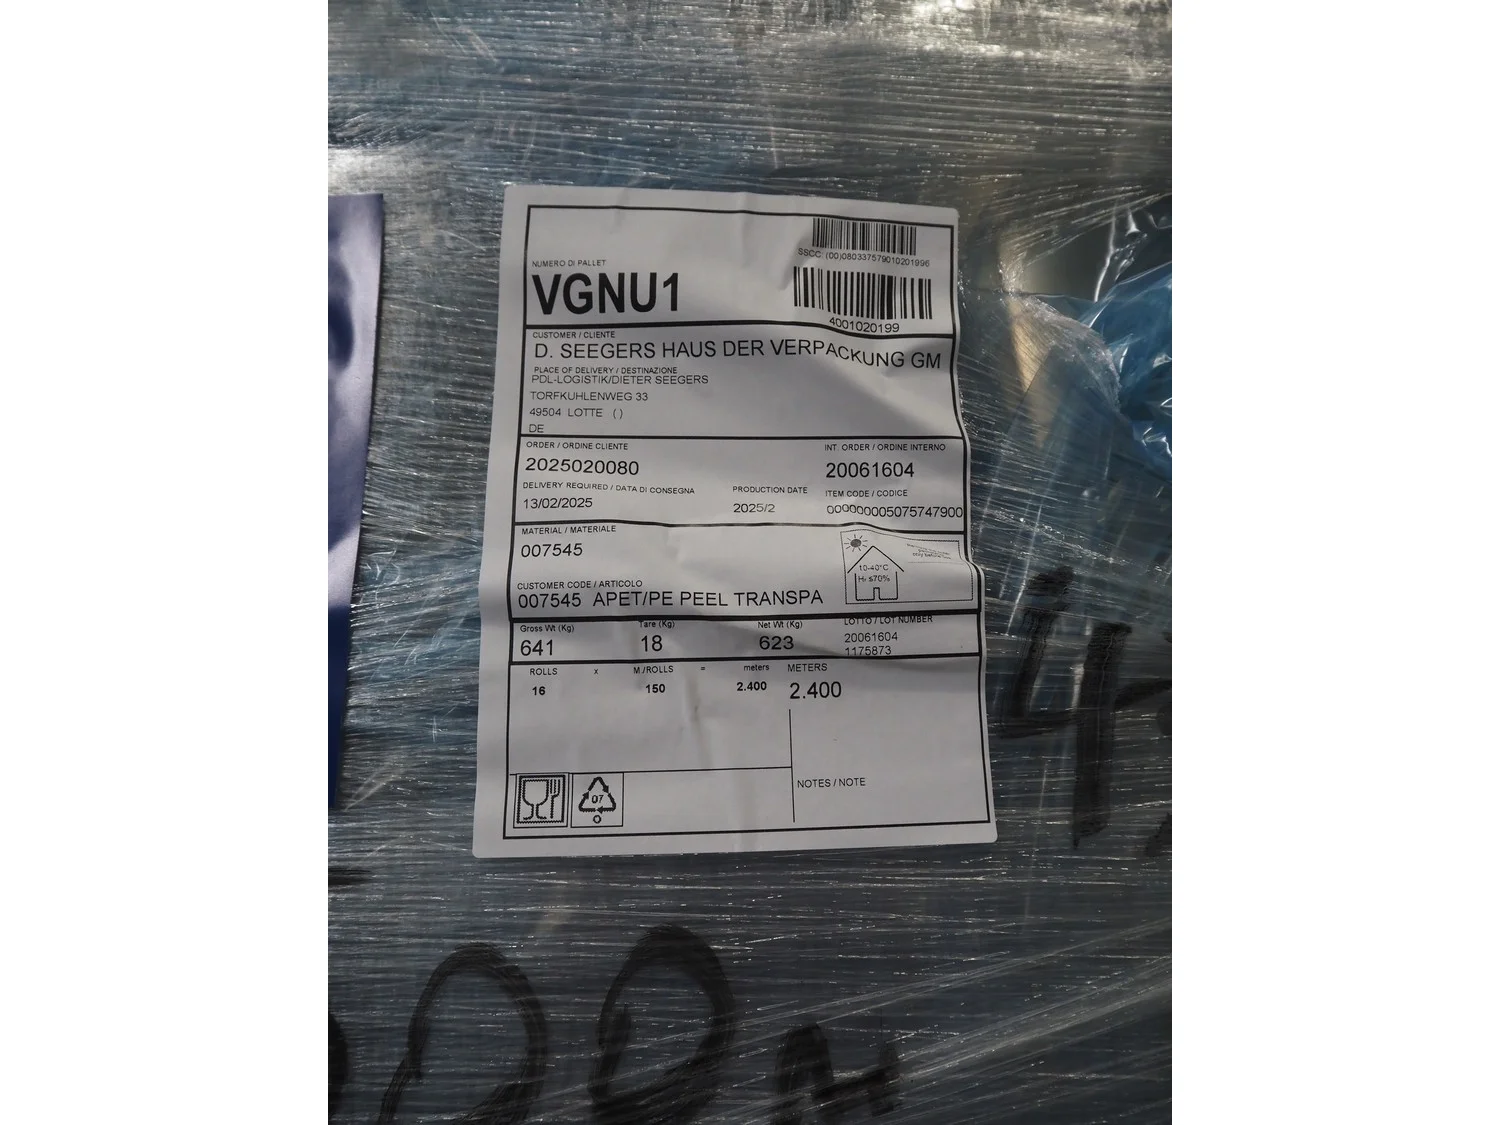 SSCC: (00)080337579010201996
NUMERO DI PALLET
VGNU1
4001020199
CUSTOMER / CLIENTE
D. SEEGERS HAUS DER VERPACKUNG GM
PLACE OF DELIVERY / DESTINAZIONE
PDL-LOGISTIK/DIETER SEEGERS
TORFKUHLENWEG 33
49504 LOTTE ( )
DE
ORDER / ORDINE CLIENTE INT. ORDER / ORDINE INTERNO
2025020080 20061604
DELIVERY REQUIRED / DATA DI CONSEGNA PRODUCTION DATE ITEM CODE / CODICE
13/02/2025 2025/2 000000005075747900
MATERIAL / MATERIALE
007545
10-40°C
Hr ≤70%
CUSTOMER CODE / ARTICOLO
007545 APET/PE PEEL TRANSPA
Gross Wt (Kg) Tare (Kg) Net Wt (Kg) LOTTO / LOT NUMBER
641 18 623 20061604
1175873
ROLLS x M./ROLLS = meters METERS
16 150 2.400 2.400
NOTES / NOTE
07
O